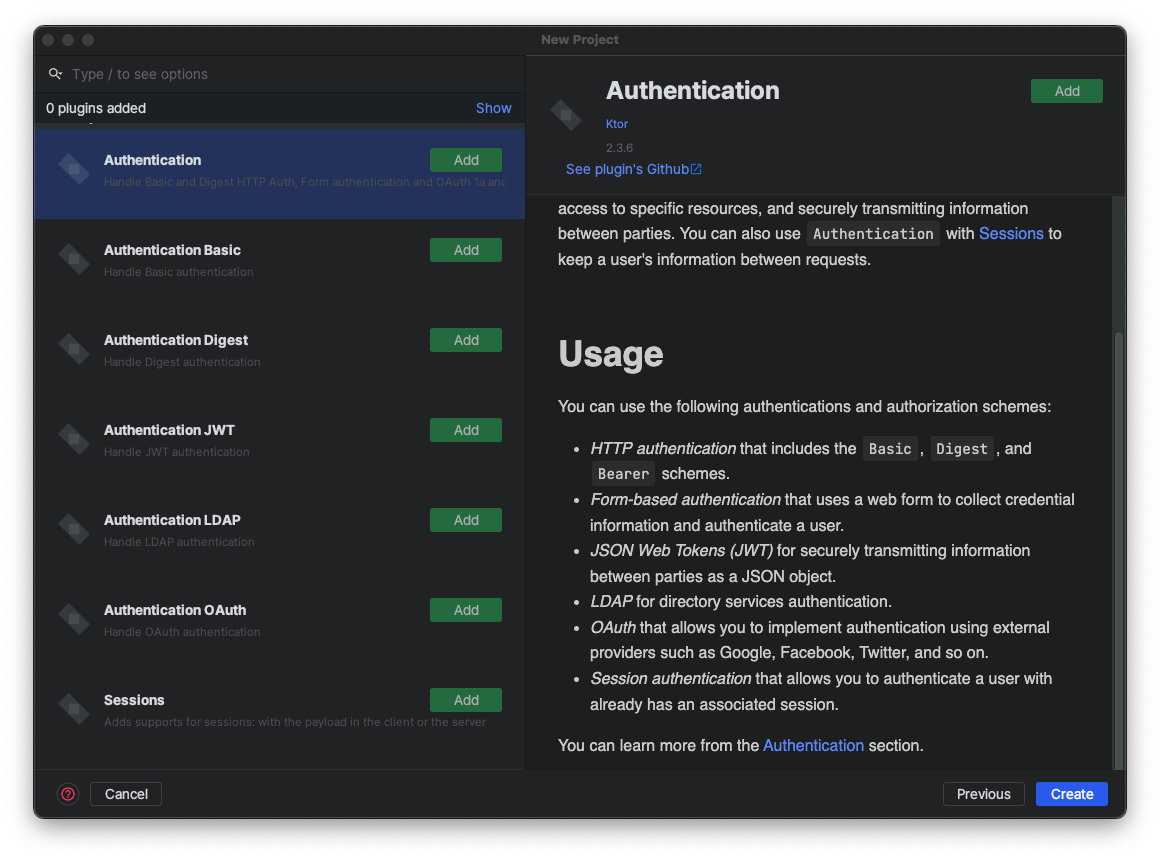 New Project
Type / to see options
0 plugins added
Show
Authentication
Add
Handle Basic and Digest HTTP Auth, Form authentication and OAuth 1a and
Authentication Basic
Add
Handle Basic authentication
Authentication Digest
Add
Handle Digest authentication
Authentication JWT
Add
Handle JWT authentication
Authentication LDAP
Add
Handle LDAP authentication
Authentication OAuth
Add
Handle OAuth authentication
Sessions
Add
Adds supports for sessions: with the payload in the client or the server
Authentication
Add
Ktor
2.3.6
See plugin's Github
access to specific resources, and securely transmitting information
between parties. You can also use Authentication with Sessions to
keep a user's information between requests.
Usage
You can use the following authentications and authorization schemes:
• HTTP authentication that includes the Basic, Digest, and
Bearer schemes.
• Form-based authentication that uses a web form to collect credential
information and authenticate a user.
• JSON Web Tokens (JWT) for securely transmitting information
between parties as a JSON object.
• LDAP for directory services authentication.
• OAuth that allows you to implement authentication using external
providers such as Google, Facebook, Twitter, and so on.
• Session authentication that allows you to authenticate a user with
already has an associated session.
You can learn more from the Authentication section.
?
Cancel
Previous
Create